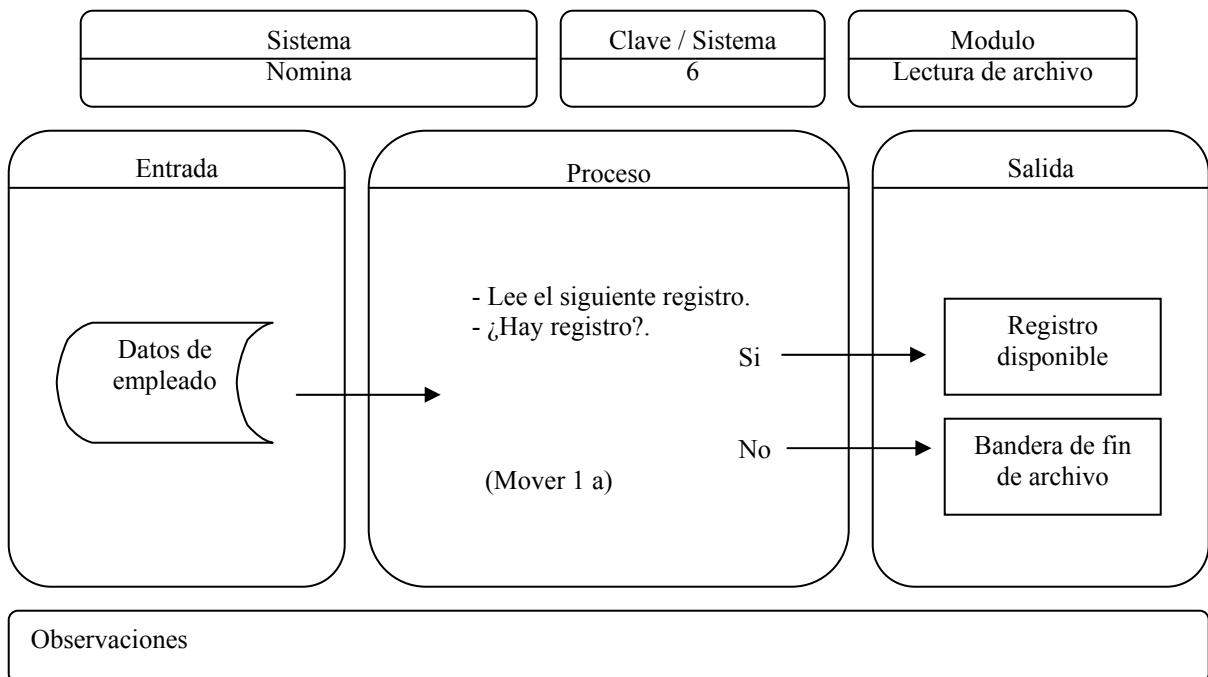 Sistema
Nomina
Clave / Sistema
6
Modulo
Lectura de archivo
Entrada
Proceso
Salida
Datos de
empleado
- Lee el siguiente registro.
- ¿Hay registro?.
Si
No
(Mover 1 a)
Registro
disponible
Bandera de fin
de archivo
Observaciones